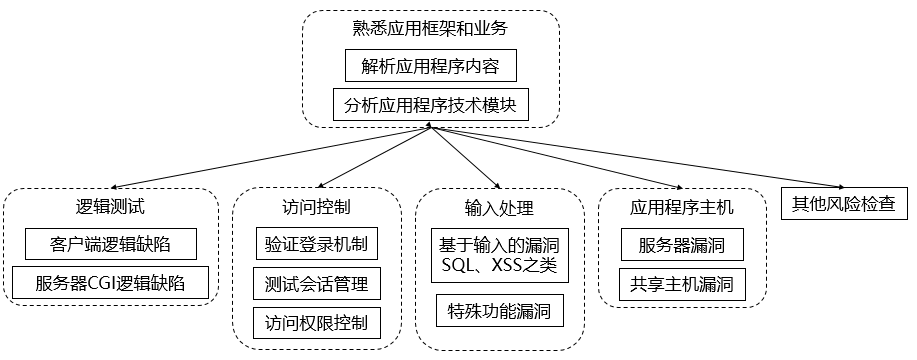 熟悉应用框架和业务
解析应用程序内容
分析应用程序技术模块
逻辑测试
客户端逻辑缺陷
服务器CGI逻辑缺陷
访问控制
验证登录机制
测试会话管理
访问权限控制
输入处理
基于输入的漏洞
SQL、XSS之类
特殊功能漏洞
应用程序主机
服务器漏洞
共享主机漏洞
其他风险检查